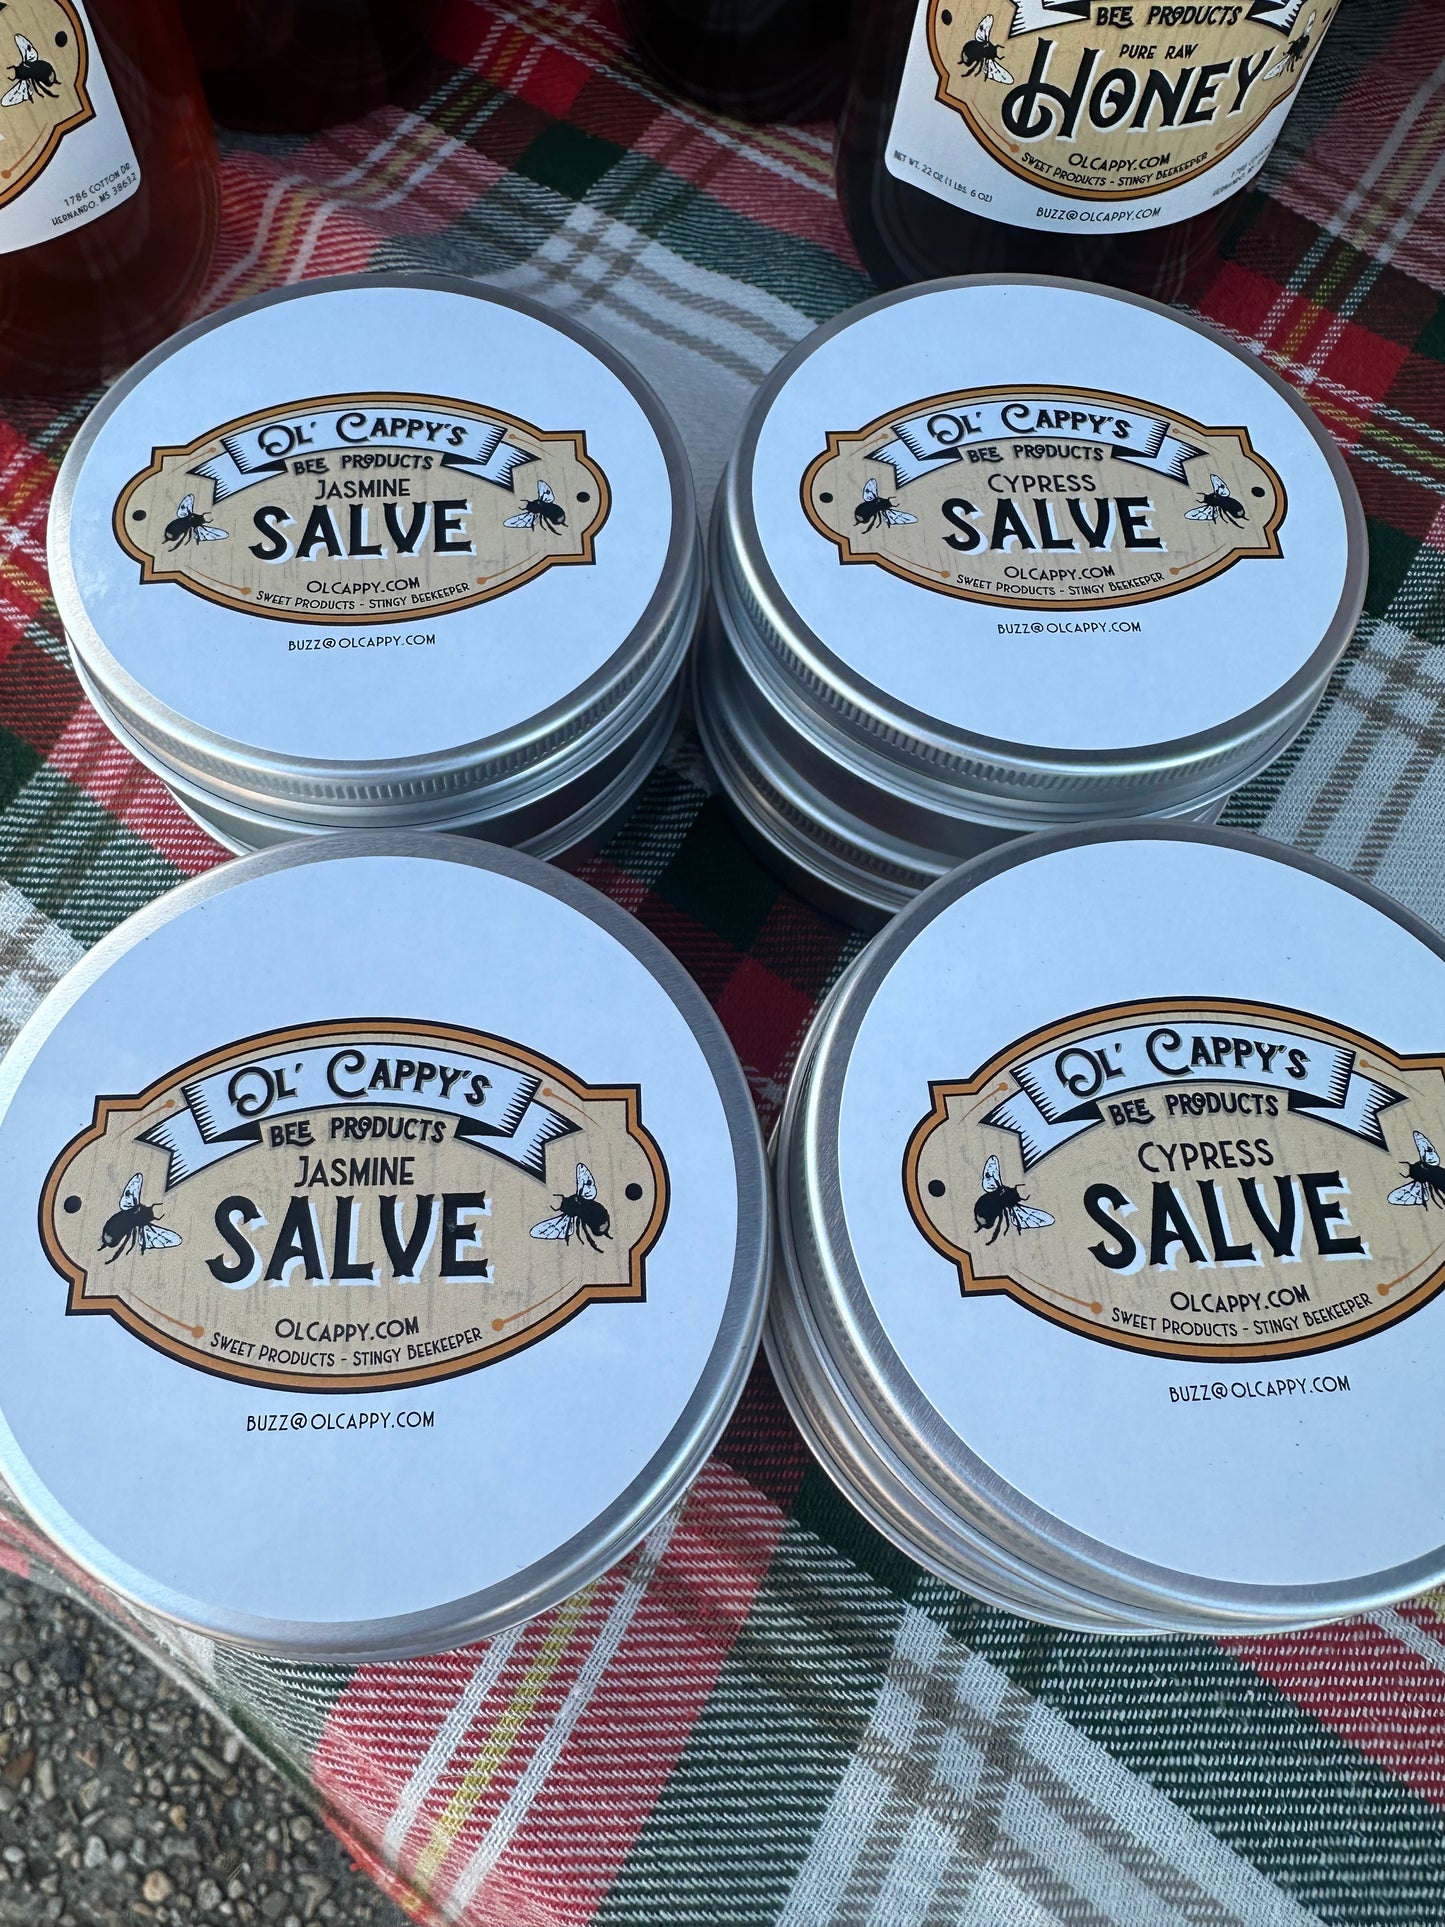 1786 COTTON DR.
HERNANDO, MS 38632
BEE PRODUCTS
PURE RAW
HONEY
OLCAPPY.COM
SWEET PRODUCTS - STINGY BEEKEEPER
NET WT. 22 OZ (1 LBS. 6 OZ)
BUZZ@OLCAPPY.COM
OL' CAPPY'S
BEE PRODUCTS
JASMINE
SALVE
OLCAPPY.COM
SWEET PRODUCTS - STINGY BEEKEEPER
BUZZ@OLCAPPY.COM
OL' CAPPY'S
BEE PRODUCTS
CYPRESS
SALVE
OLCAPPY.COM
SWEET PRODUCTS - STINGY BEEKEEPER
BUZZ@OLCAPPY.COM
OL' CAPPY'S
BEE PRODUCTS
JASMINE
SALVE
OLCAPPY.COM
SWEET PRODUCTS - STINGY BEEKEEPER
BUZZ@OLCAPPY.COM
OL' CAPPY'S
BEE PRODUCTS
CYPRESS
SALVE
OLCAPPY.COM
SWEET PRODUCTS - STINGY BEEKEEPER
BUZZ@OLCAPPY.COM